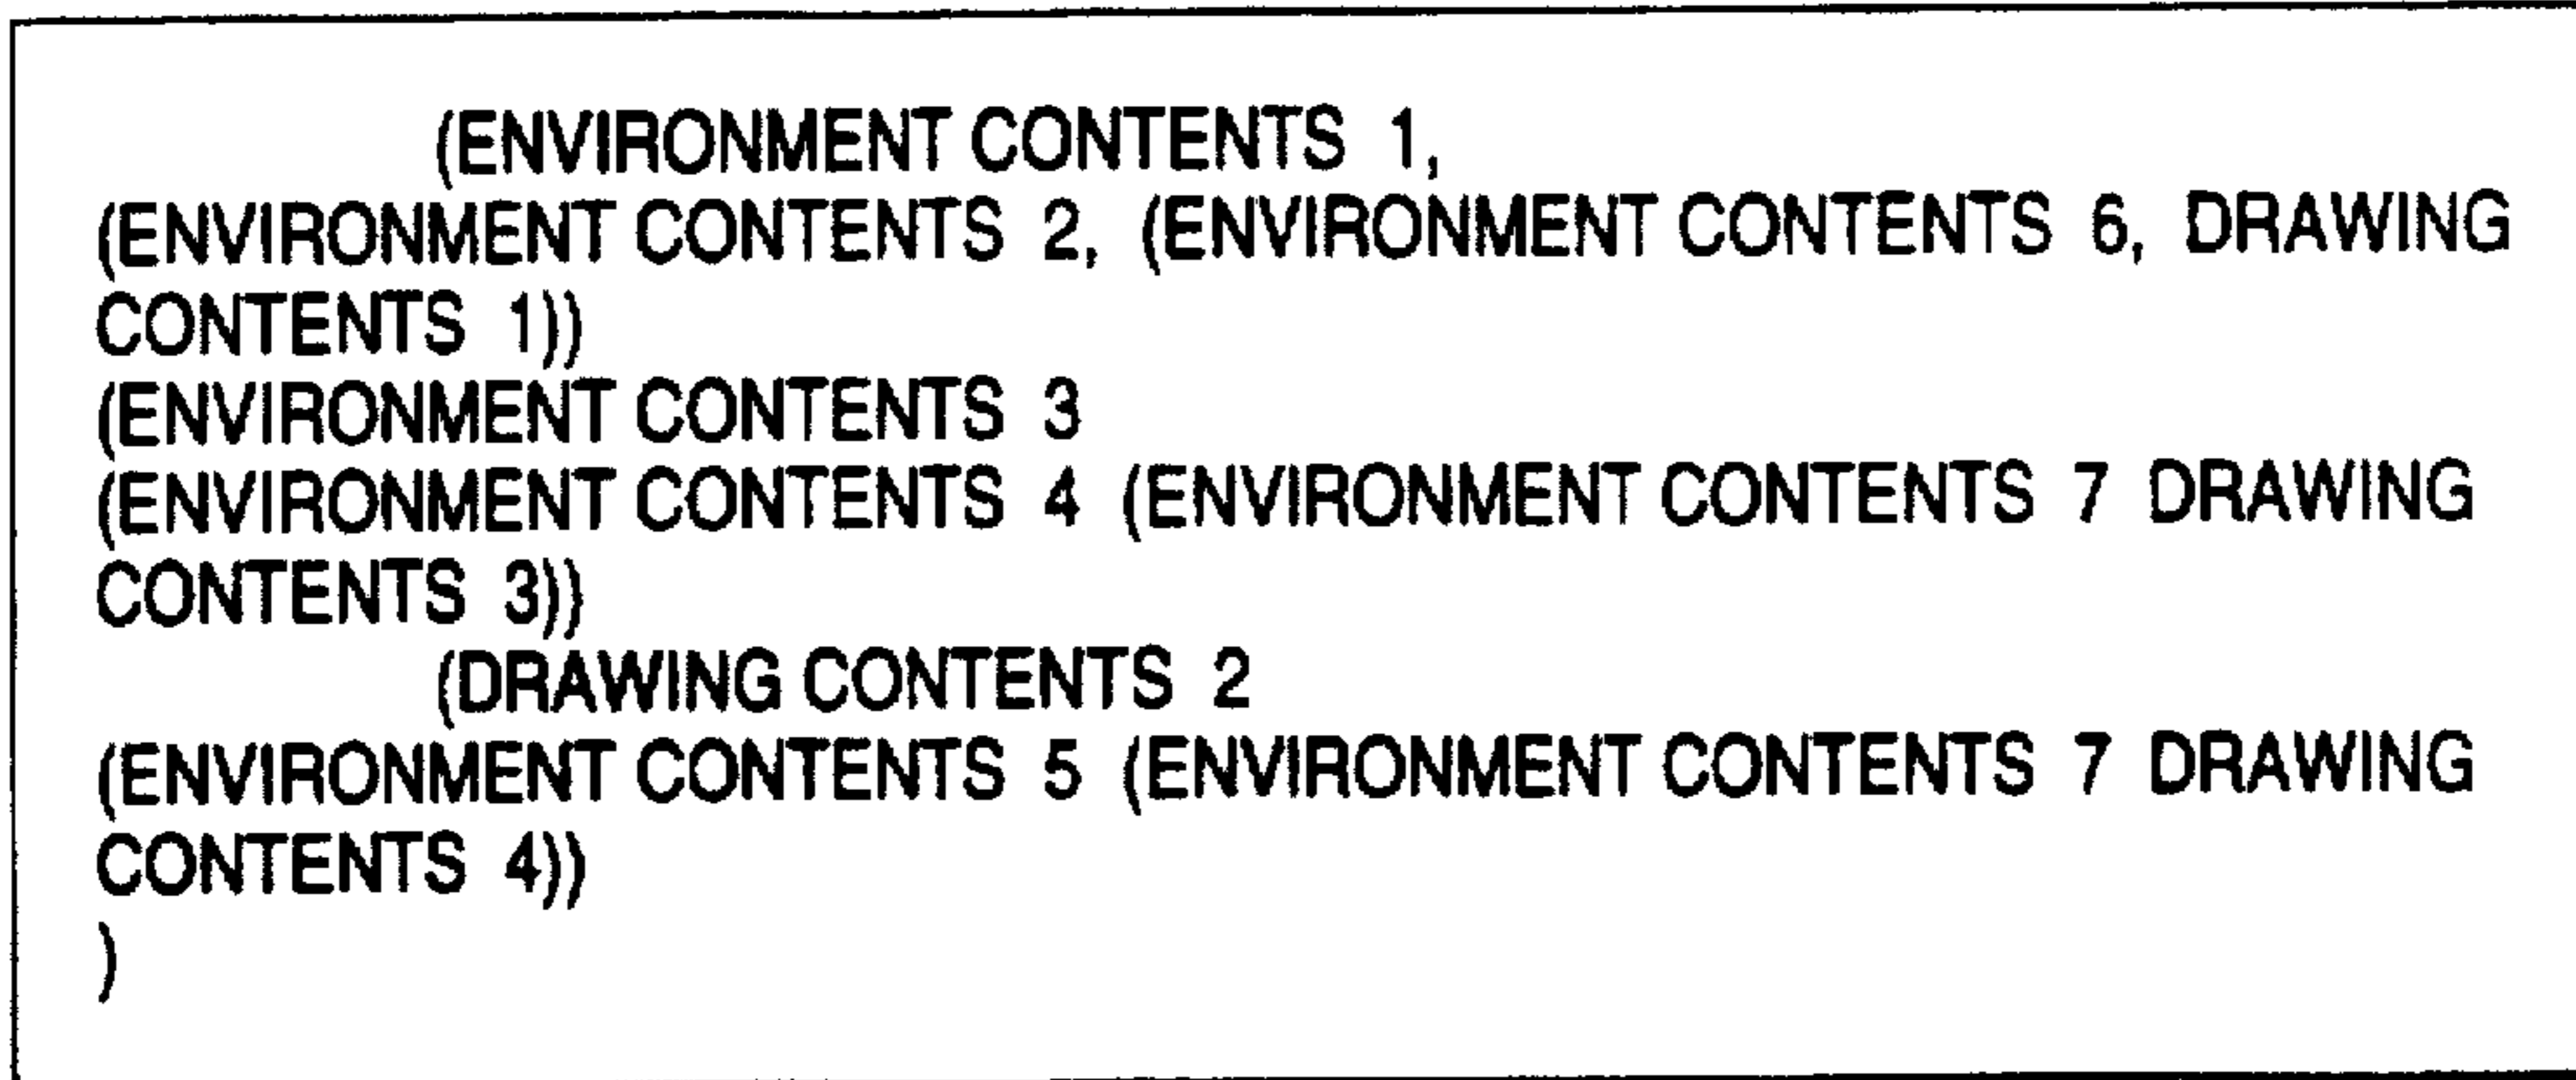 (ENVIRONMENT CONTENTS 1,
(ENVIRONMENT CONTENTS 2, (ENVIRONMENT CONTENTS 6, DRAWING
CONTENTS 1))
(ENVIRONMENT CONTENTS 3
(ENVIRONMENT CONTENTS 4 (ENVIRONMENT CONTENTS 7 DRAWING
CONTENTS 3))
(DRAWING CONTENTS 2
(ENVIRONMENT CONTENTS 5 (ENVIRONMENT CONTENTS 7 DRAWING
CONTENTS 4))
)